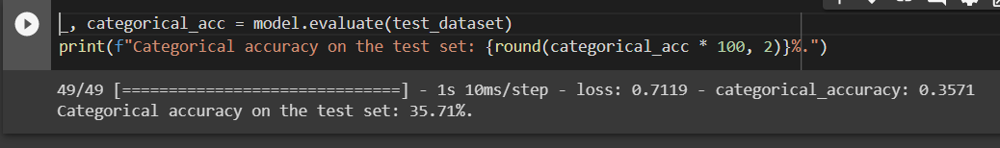 _, categorical_acc = model.evaluate(test_dataset)
print(f"Categorical accuracy on the test set: {round(categorical_acc * 100, 2)}%.")
49/49 [==============================] - 1s 10ms/step - loss: 0.7119 - categorical_accuracy: 0.3571
Categorical accuracy on the test set: 35.71%.